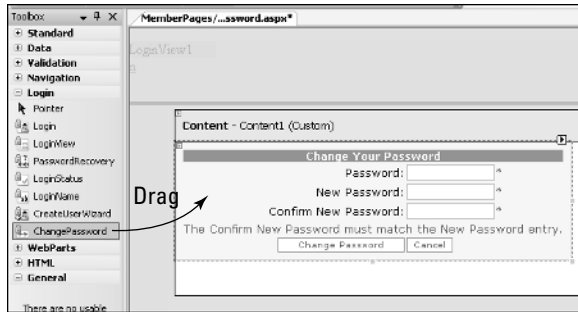 Toolbox
MemberPages/...ssword.aspx*
Standard
Data
Validation
Navigation
Login
Pointer
Login
LoginView
PasswordRecovery
LoginStatus
LoginName
CreateUserWizard
ChangePassword
WebParts
HTML
General
There are no usable
LoginView1
Content - Content1 (Custom)
Change Your Password
Password: *
New Password: *
Confirm New Password: *
The Confirm New Password must match the New Password entry.
Change Password Cancel
Drag